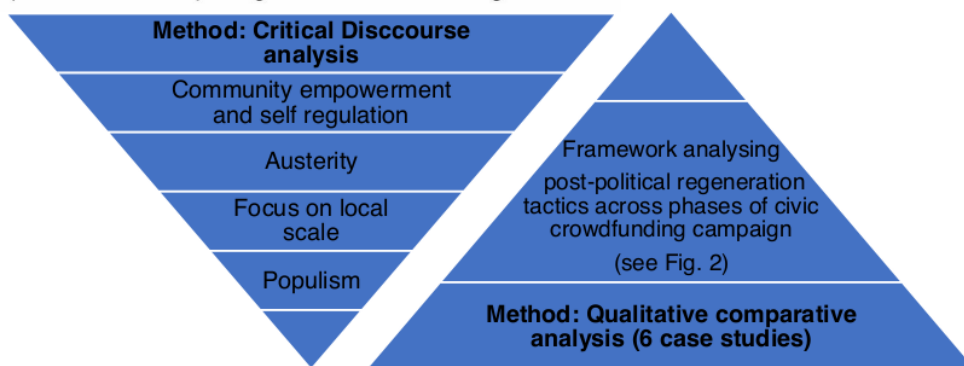 Method: Critical Disccourse
analysis
Community empowerment
and self regulation
Austerity
Focus on local
scale
Populism
Framework analysing
post-political regeneration
tactics across phases of civic
crowdfunding campaign
(see Fig. 2)
Method: Qualitative comparative
analysis (6 case studies)